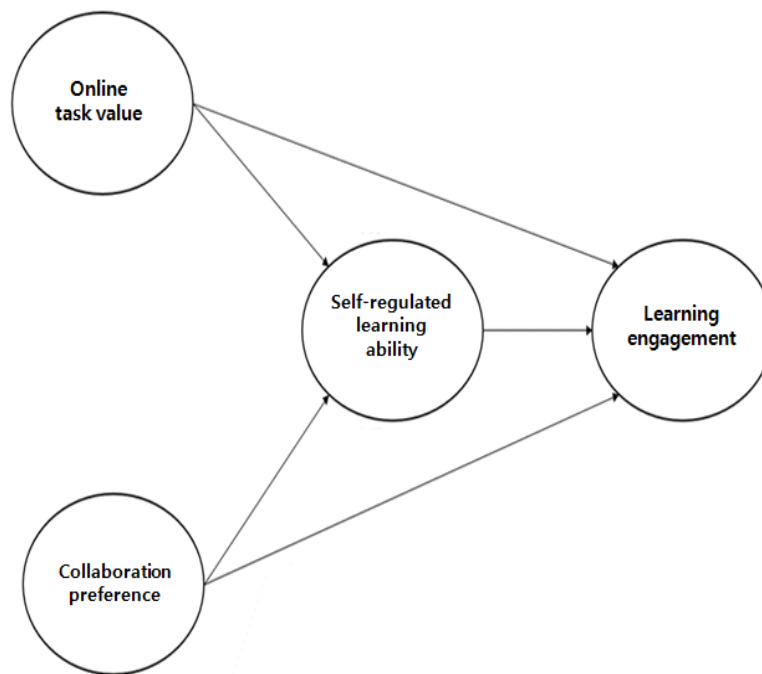 Online
task value
Self-regulated
learning
ability
Learning
engagement
Collaboration
preference